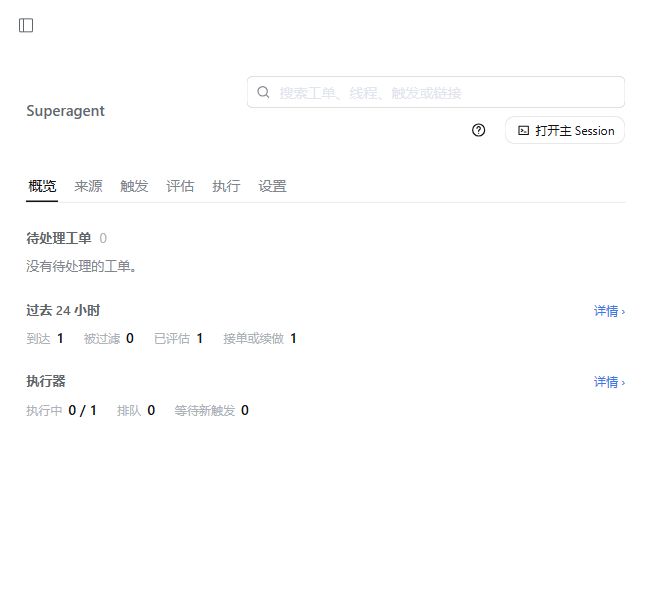 搜索工单、线程、触发或链接
Superagent
打开主 Session
概览 来源 触发 评估 执行 设置
待处理工单 0
没有待处理的工单。
过去 24 小时 详情 ›
到达 1 被过滤 0 已评估 1 接单或续做 1
执行器 详情 ›
执行中 0 / 1 排队 0 等待新触发 0